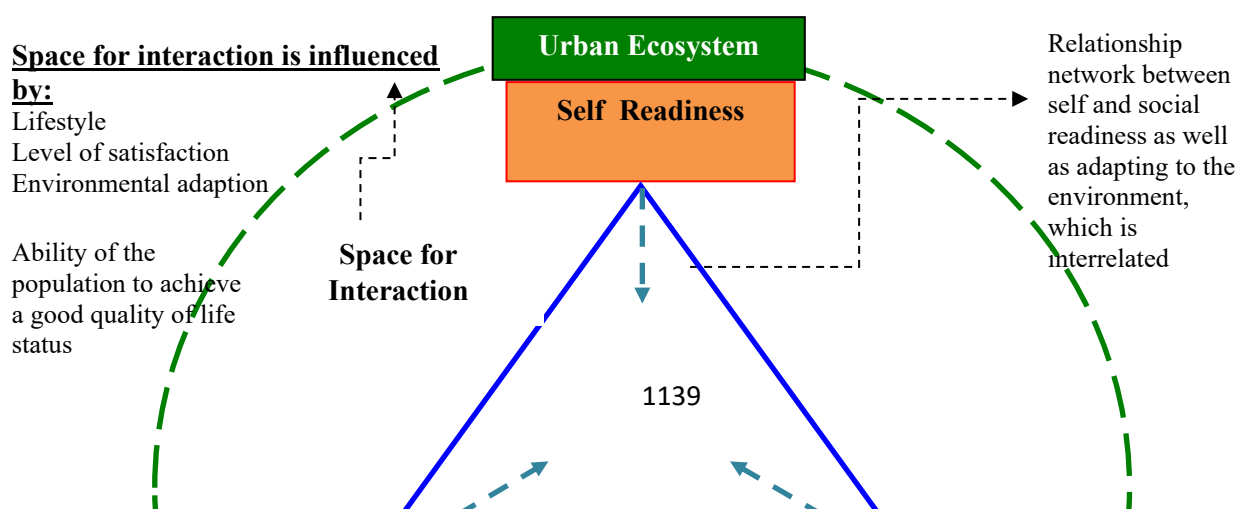 Space for interaction is influenced
by:
Lifestyle
Level of satisfaction
Environmental adaption
Ability of the
population to achieve
a good quality of life
status
Urban Ecosystem
Self Readiness
Space for
Interaction
1139
Relationship
network between
self and social
readiness as well
as adapting to the
environment,
which is
interrelated